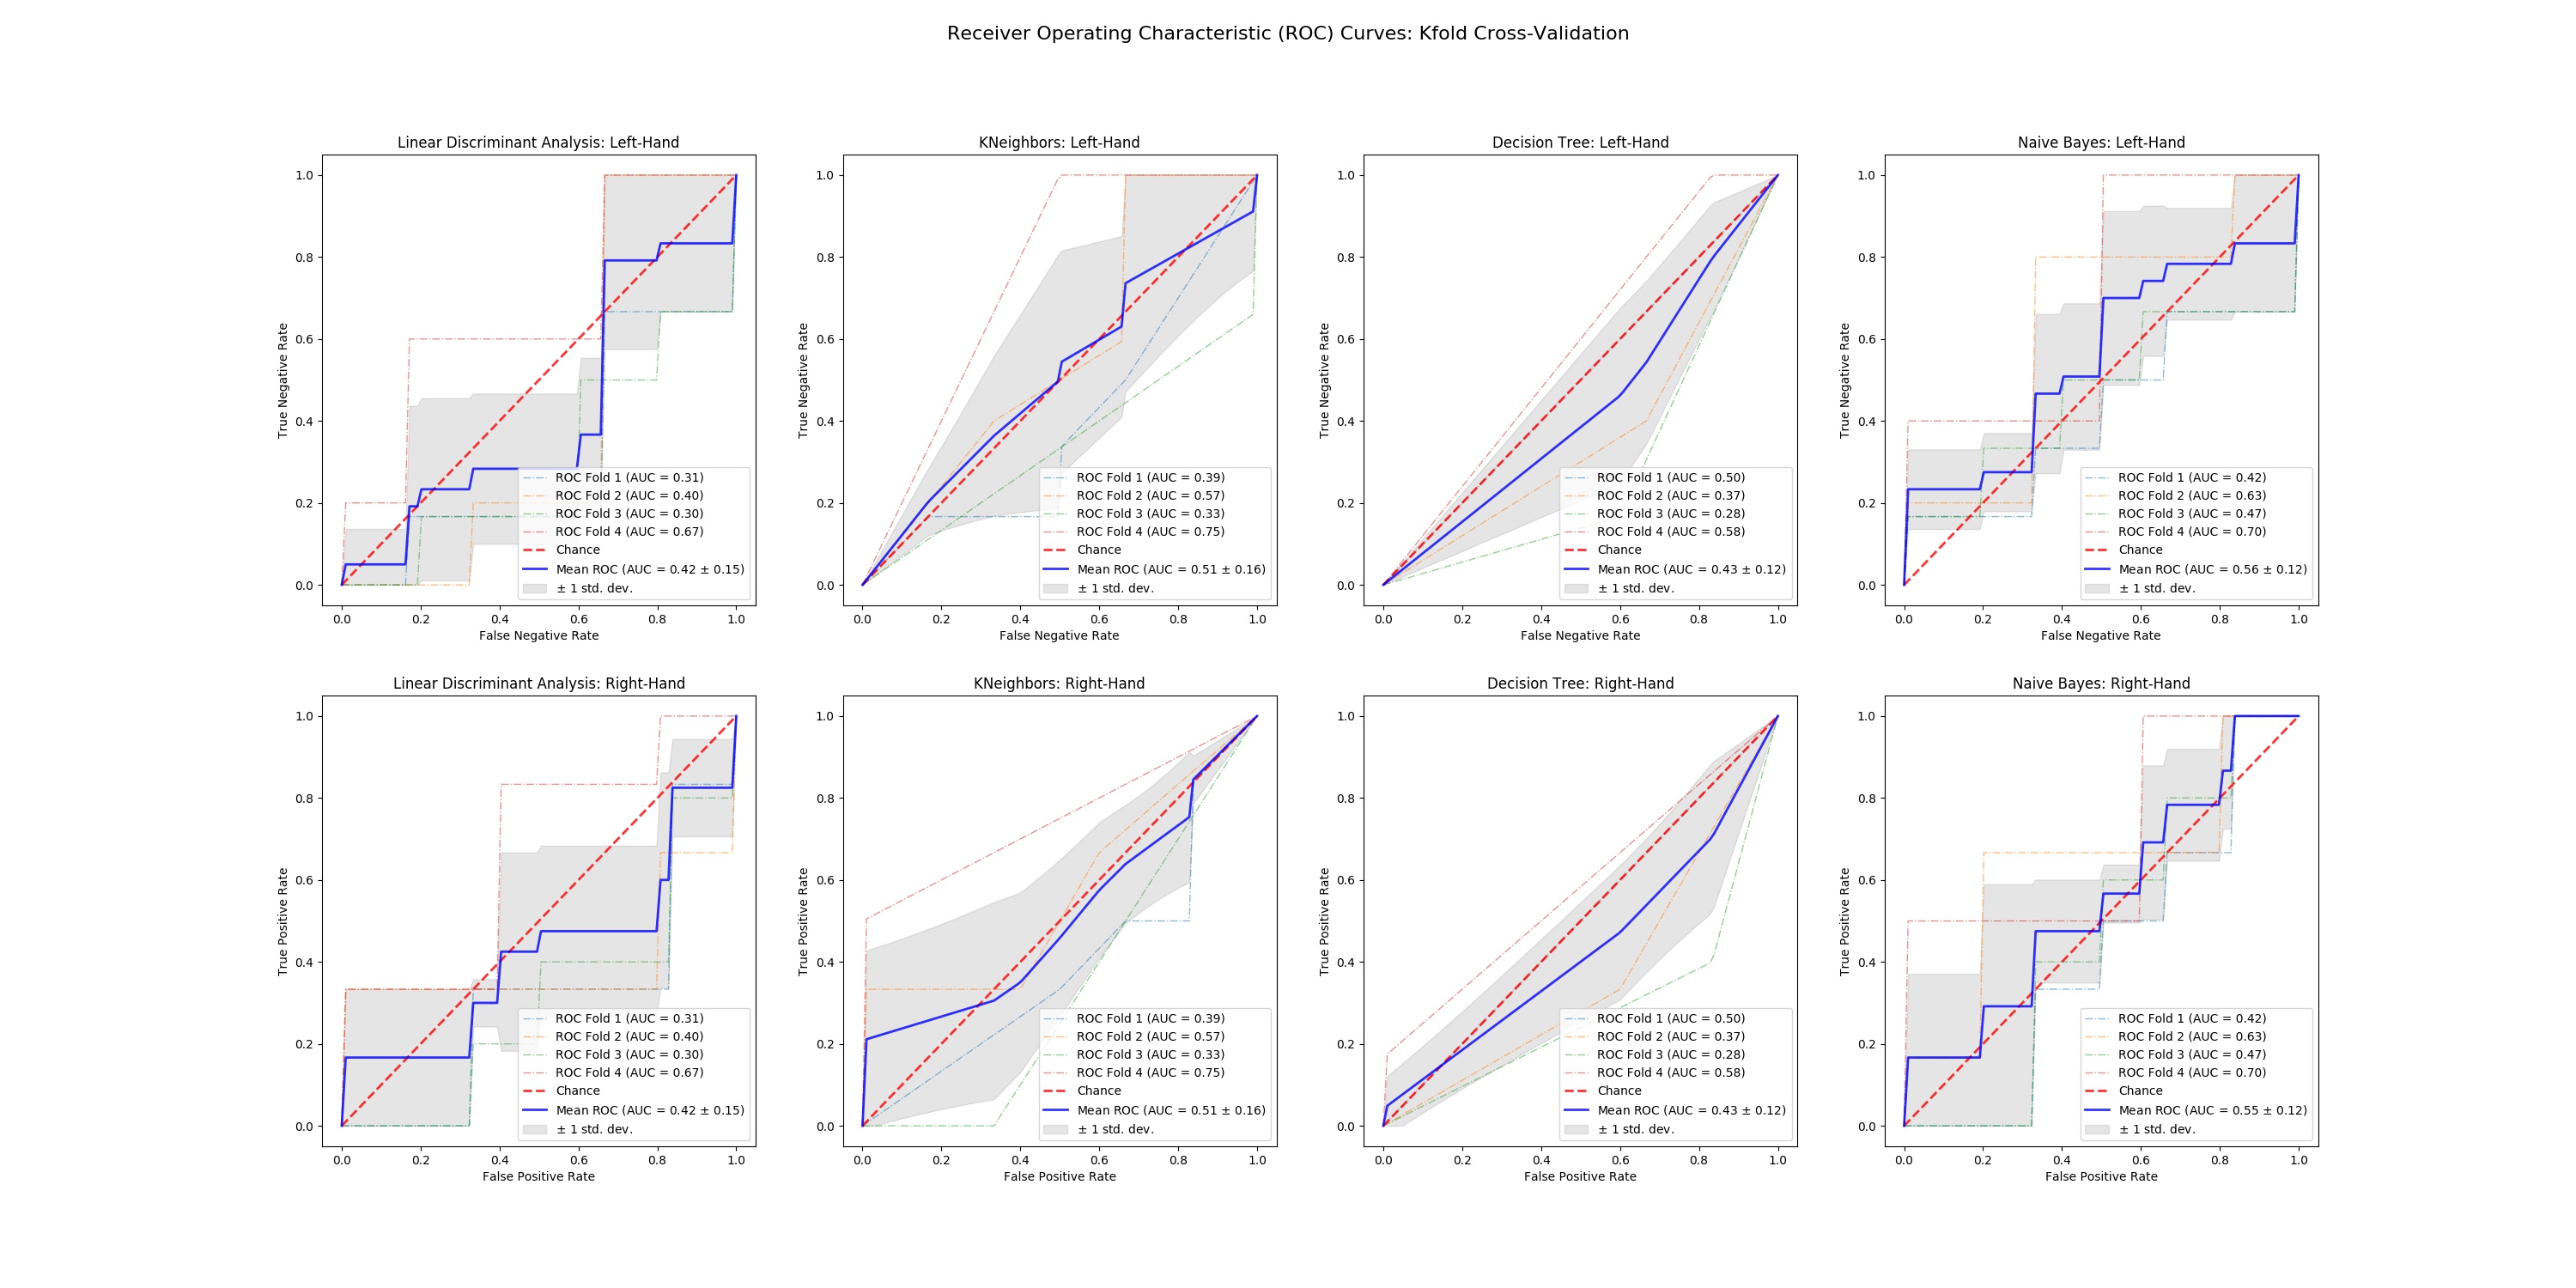 Receiver Operating Characteristic (ROC) Curves: Kfold Cross-Validation
Linear Discriminant Analysis: Left-Hand
1.0
0.8
0.6
0.4
0.2
0.0
True Negative Rate
ROC Fold 1 (AUC = 0.31)
ROC Fold 2 (AUC = 0.40)
ROC Fold 3 (AUC = 0.30)
ROC Fold 4 (AUC = 0.67)
Chance
Mean ROC (AUC = 0.42 ± 0.15)
± 1 std. dev.
0.0 0.2 0.4 0.6 0.8 1.0
False Negative Rate
KNeighbors: Left-Hand
1.0
0.8
0.6
0.4
0.2
0.0
True Negative Rate
ROC Fold 1 (AUC = 0.39)
ROC Fold 2 (AUC = 0.57)
ROC Fold 3 (AUC = 0.33)
ROC Fold 4 (AUC = 0.75)
Chance
Mean ROC (AUC = 0.51 ± 0.16)
± 1 std. dev.
0.0 0.2 0.4 0.6 0.8 1.0
False Negative Rate
Decision Tree: Left-Hand
1.0
0.8
0.6
0.4
0.2
0.0
True Negative Rate
ROC Fold 1 (AUC = 0.50)
ROC Fold 2 (AUC = 0.37)
ROC Fold 3 (AUC = 0.28)
ROC Fold 4 (AUC = 0.58)
Chance
Mean ROC (AUC = 0.43 ± 0.12)
± 1 std. dev.
0.0 0.2 0.4 0.6 0.8 1.0
False Negative Rate
Naive Bayes: Left-Hand
1.0
0.8
0.6
0.4
0.2
0.0
True Negative Rate
ROC Fold 1 (AUC = 0.42)
ROC Fold 2 (AUC = 0.63)
ROC Fold 3 (AUC = 0.47)
ROC Fold 4 (AUC = 0.70)
Chance
Mean ROC (AUC = 0.56 ± 0.12)
± 1 std. dev.
0.0 0.2 0.4 0.6 0.8 1.0
False Negative Rate
Linear Discriminant Analysis: Right-Hand
1.0
0.8
0.6
0.4
0.2
0.0
True Positive Rate
ROC Fold 1 (AUC = 0.31)
ROC Fold 2 (AUC = 0.40)
ROC Fold 3 (AUC = 0.30)
ROC Fold 4 (AUC = 0.67)
Chance
Mean ROC (AUC = 0.42 ± 0.15)
± 1 std. dev.
0.0 0.2 0.4 0.6 0.8 1.0
False Positive Rate
KNeighbors: Right-Hand
1.0
0.8
0.6
0.4
0.2
0.0
True Positive Rate
ROC Fold 1 (AUC = 0.39)
ROC Fold 2 (AUC = 0.57)
ROC Fold 3 (AUC = 0.33)
ROC Fold 4 (AUC = 0.75)
Chance
Mean ROC (AUC = 0.51 ± 0.16)
± 1 std. dev.
0.0 0.2 0.4 0.6 0.8 1.0
False Positive Rate
Decision Tree: Right-Hand
1.0
0.8
0.6
0.4
0.2
0.0
True Positive Rate
ROC Fold 1 (AUC = 0.50)
ROC Fold 2 (AUC = 0.37)
ROC Fold 3 (AUC = 0.28)
ROC Fold 4 (AUC = 0.58)
Chance
Mean ROC (AUC = 0.43 ± 0.12)
± 1 std. dev.
0.0 0.2 0.4 0.6 0.8 1.0
False Positive Rate
Naive Bayes: Right-Hand
1.0
0.8
0.6
0.4
0.2
0.0
True Positive Rate
ROC Fold 1 (AUC = 0.42)
ROC Fold 2 (AUC = 0.63)
ROC Fold 3 (AUC = 0.47)
ROC Fold 4 (AUC = 0.70)
Chance
Mean ROC (AUC = 0.55 ± 0.12)
± 1 std. dev.
0.0 0.2 0.4 0.6 0.8 1.0
False Positive Rate